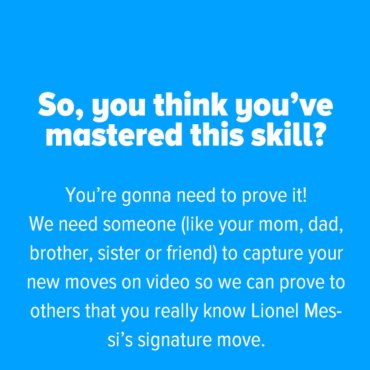 So, you think you’ve
mastered this skill?
You’re gonna need to prove it!
We need someone (like your mom, dad,
brother, sister or friend) to capture your
new moves on video so we can prove to
others that you really know Lionel Mes-
si’s signature move.